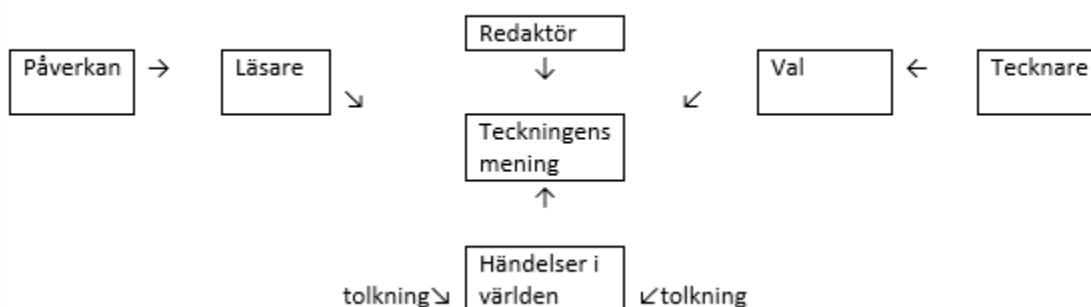 Redaktör
Påverkan → Läsare Val ← Tecknare
↓
↘ ↙
Teckningens
mening
↑
Händelser i
tolkning↘ världen ↙tolkning